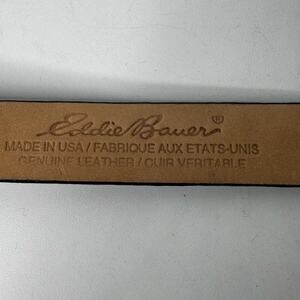 Eddie Bauer®
MADE IN USA / FABRIQUE AUX ETATS-UNIS
GENUINE LEATHER / CUIR VERITABLE